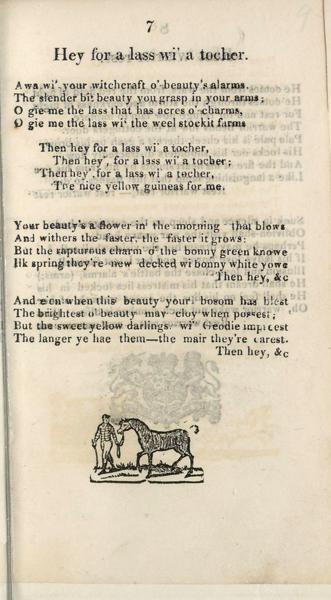 7
Hey for a lass wi' a tocher.
Awa wi' your witchcraft o' beauty's alarms.
The slender bit beauty you grasp in your arms;
O gie me the lass that has acres o' charms,
O gie me the lass wi' the weel stockit farms
Then hey for a lass wi' a tocher,
Then hey', for a lass wi' a tocher;
Then hey', for a lass wi' a tocher,
The nice yellow guineas for me.
Your beauty's a flower in the morning that blows
And withers the faster, the faster it grows:
But the rapturous charm o' the bonny green knowe
Ilk spring they're new decked wi bonny white yowe
Then hey, &c
And e'en when this beauty your bosom has blest
The brightest o' beauty may cloy when possest;
But the sweet yellow darlings wi' Geodie imprest
The langer ye hae them—the mair they're carest.
Then hey, &c